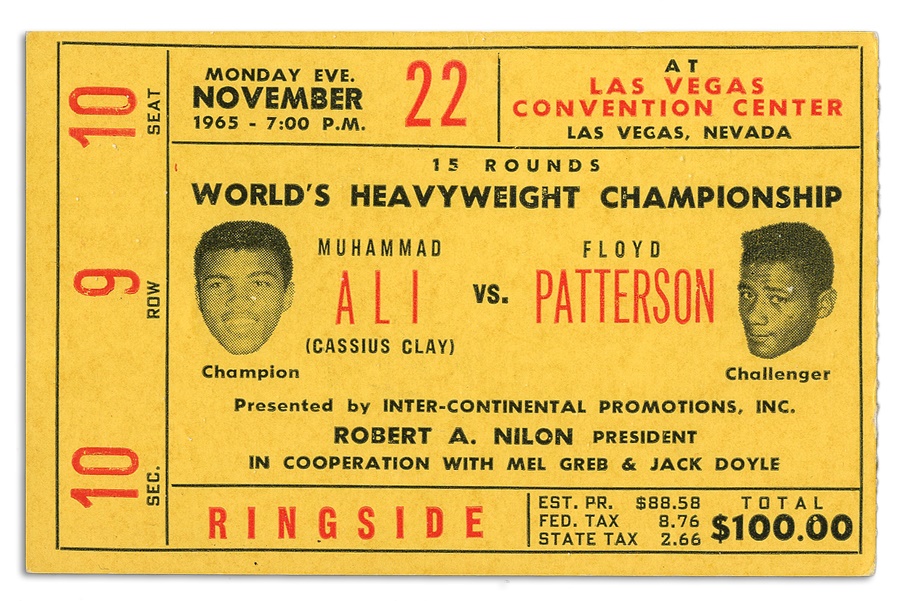 10 SEAT
9 ROW
10 SEC.
MONDAY EVE.
NOVEMBER 22
1965 - 7:00 P.M.
AT
LAS VEGAS
CONVENTION CENTER
LAS VEGAS, NEVADA
15 ROUNDS
WORLD'S HEAVYWEIGHT CHAMPIONSHIP
MUHAMMAD
ALI
(CASSIUS CLAY)
Champion
vs.
FLOYD
PATTERSON
Challenger
Presented by INTER-CONTINENTAL PROMOTIONS, INC.
ROBERT A. NILON PRESIDENT
IN COOPERATION WITH MEL GREB & JACK DOYLE
RINGSIDE
EST. PR. $88.58
FED. TAX 8.76
STATE TAX 2.66
TOTAL
$100.00